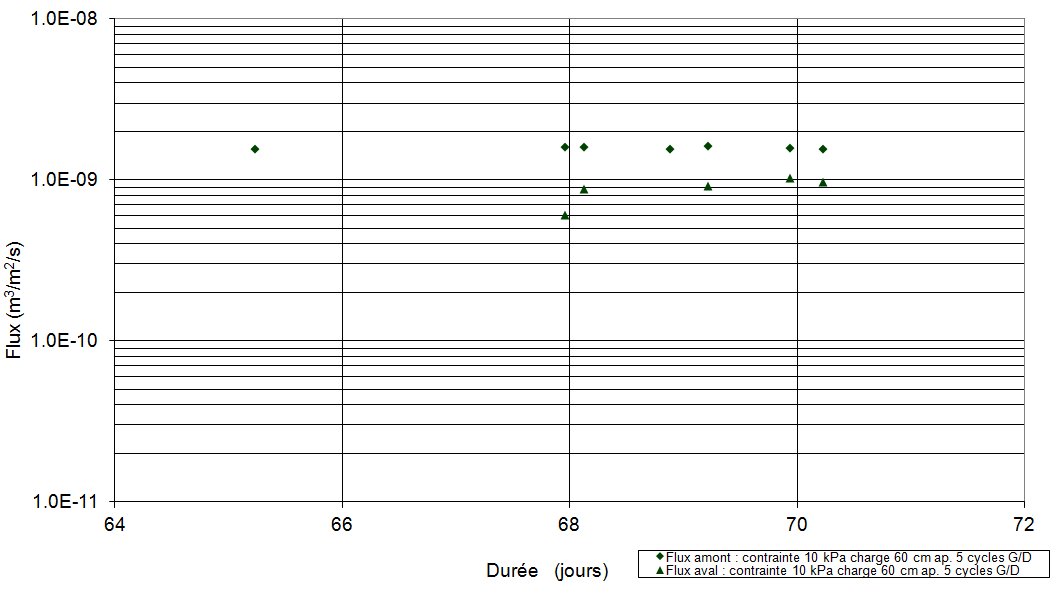 1.0E-08
1.0E-09
1.0E-10
1.0E-11
Flux (m³/m²/s)
64 66 68 70 72
Durée (jours)
Flux amont : contrainte 10 kPa charge 60 cm ap. 5 cycles G/D
Flux aval : contrainte 10 kPa charge 60 cm ap. 5 cycles G/D